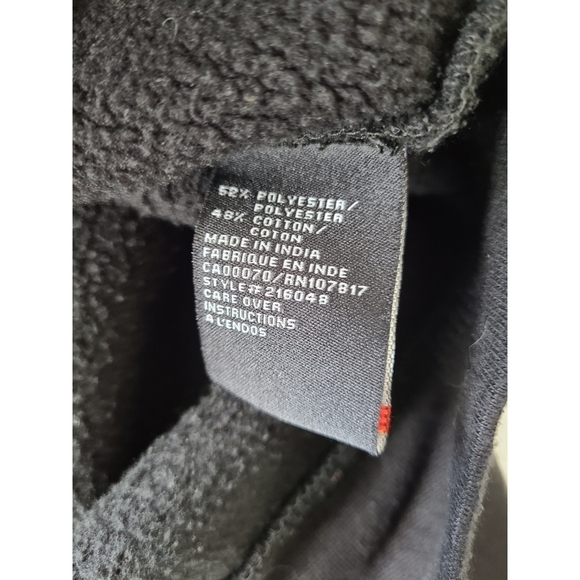 52% POLYESTER/
POLYESTER
48% COTTON/
COTON
MADE IN INDIA
FABRIQUE EN INDE
CA00070/RN107817
STYLE# 216048
CARE OVER
INSTRUCTIONS
A L'ENDOS